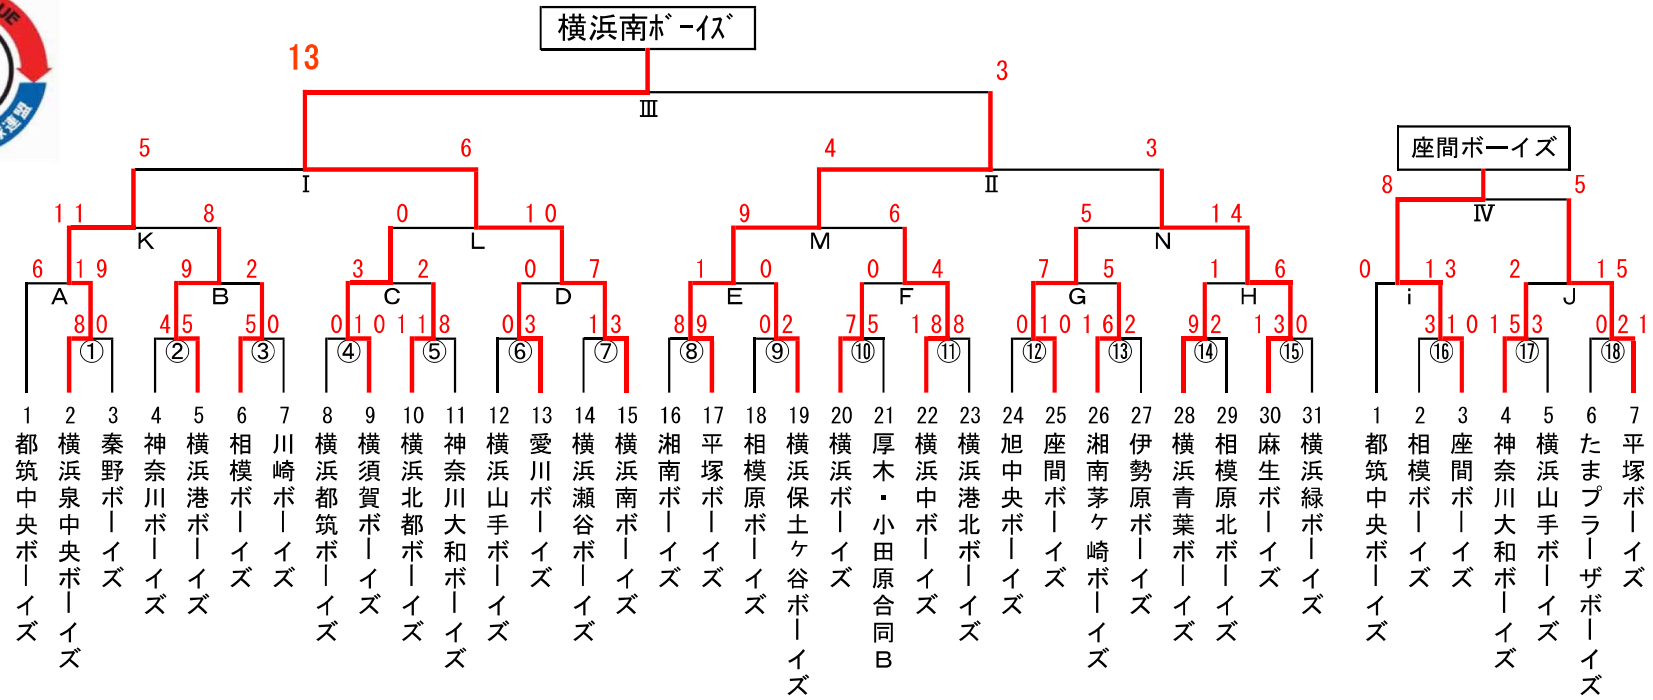 横浜南ﾎﾞｰｲｽﾞ
13
3
Ⅲ
座間ボーイズ
5 6 4 3
Ⅰ Ⅱ
8 5
Ⅳ
11 8 0 10 9 6 5 14
K L M N
6 19 9 2 3 2 0 7 1 0 0 4 7 5 1 6 0 13 2 15
A B C D E F G H i J
8 0 4 5 5 0 0 10 11 8 0 3 1 3 8 9 0 2 7 5 18 8 0 10 16 2 9 2 13 0 3 10 15 3 0 21
① ② ③ ④ ⑤ ⑥ ⑦ ⑧ ⑨ ⑩ ⑪ ⑫ ⑬ ⑭ ⑮ ⑯ ⑰ ⑱
1 都筑中央ボーイズ
2 横浜泉中央ボーイズ
3 秦野ボーイズ
4 神奈川ボーイズ
5 横浜港ボーイズ
6 相模ボーイズ
7 川崎ボーイズ
8 横浜都筑ボーイズ
9 横須賀ボーイズ
10 横浜北都ボーイズ
11 神奈川大和ボーイズ
12 横浜山手ボーイズ
13 愛川ボーイズ
14 横浜瀬谷ボーイズ
15 横浜南ボーイズ
16 湘南ボーイズ
17 平塚ボーイズ
18 相模原ボーイズ
19 横浜保土ヶ谷ボーイズ
20 横浜ボーイズ
21 厚木・小田原合同B
22 横浜中ボーイズ
23 横浜港北ボーイズ
24 旭中央ボーイズ
25 座間ボーイズ
26 湘南茅ケ崎ボーイズ
27 伊勢原ボーイズ
28 横浜青葉ボーイズ
29 相模原北ボーイズ
30 麻生ボーイズ
31 横浜緑ボーイズ
1 都筑中央ボーイズ
2 相模ボーイズ
3 座間ボーイズ
4 神奈川大和ボーイズ
5 横浜山手ボーイズ
6 たまプラーザボーイズ
7 平塚ボーイズ